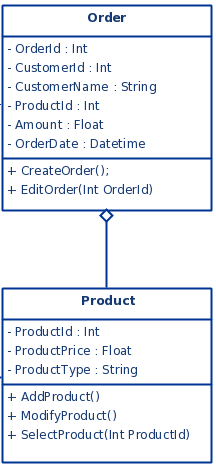 Order
- OrderId : Int
- CustomerId : Int
- CustomerName : String
- ProductId : Int
- Amount : Float
- OrderDate : Datetime
+ CreateOrder();
+ EditOrder(Int OrderId)
Product
- ProductId : Int
- ProductPrice : Float
- ProductType : String
+ AddProduct()
+ ModifyProduct()
+ SelectProduct(Int ProductId)